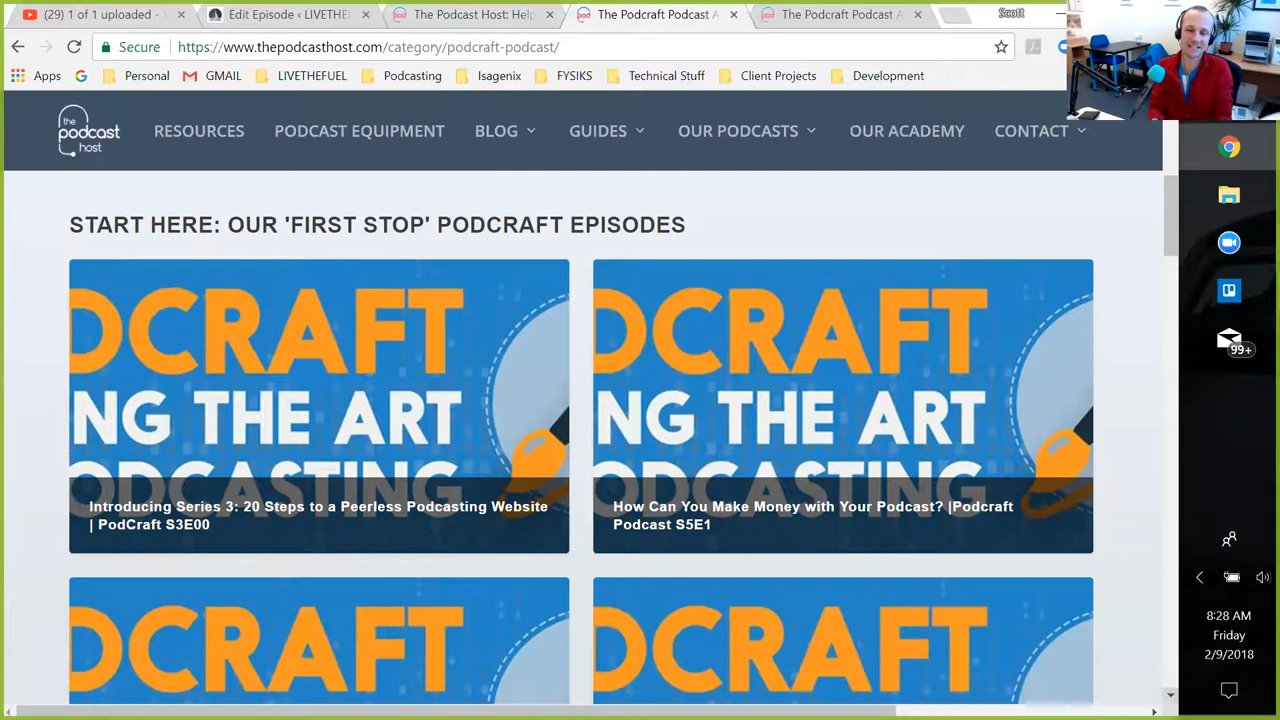 (29) 1 of 1 uploaded -
Edit Episode ‹ LIVETHEF
The Podcast Host: Help
The Podcraft Podcast A
The Podcraft Podcast A
Scott
Secure
https://www.thepodcasthost.com/category/podcraft-podcast/
Apps
Personal
GMAIL
LIVETHEFUEL
Podcasting
Isagenix
FYSIKS
Technical Stuff
Client Projects
Development
the
podcast
host
RESOURCES
PODCAST EQUIPMENT
BLOG
GUIDES
OUR PODCASTS
OUR ACADEMY
CONTACT
START HERE: OUR 'FIRST STOP' PODCRAFT EPISODES
DCRAFT
NG THE ART
ODCASTING
Introducing Series 3: 20 Steps to a Peerless Podcasting Website
| PodCraft S3E00
DCRAFT
NG THE ART
ODCASTING
How Can You Make Money with Your Podcast? |Podcraft
Podcast S5E1
DCRAFT
DCRAFT
99+
8:28 AM
Friday
2/9/2018